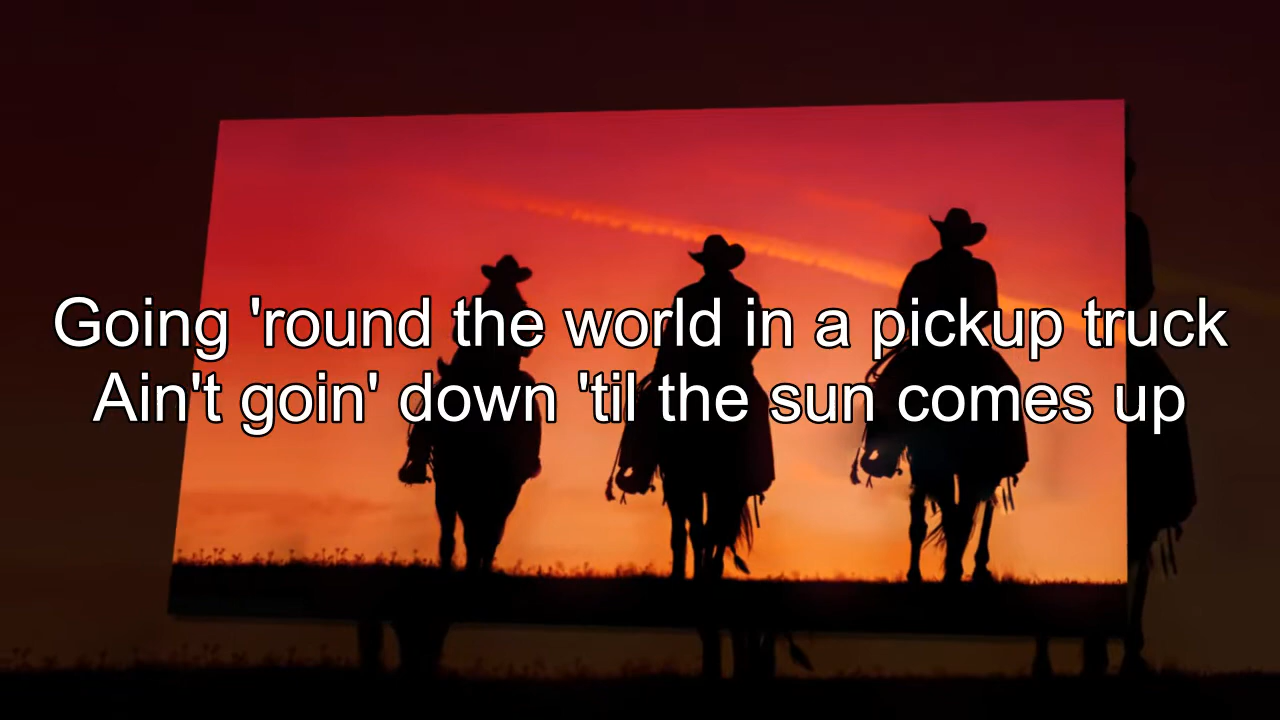 Going 'round the world in a pickup truck
Ain't goin' down 'til the sun comes up